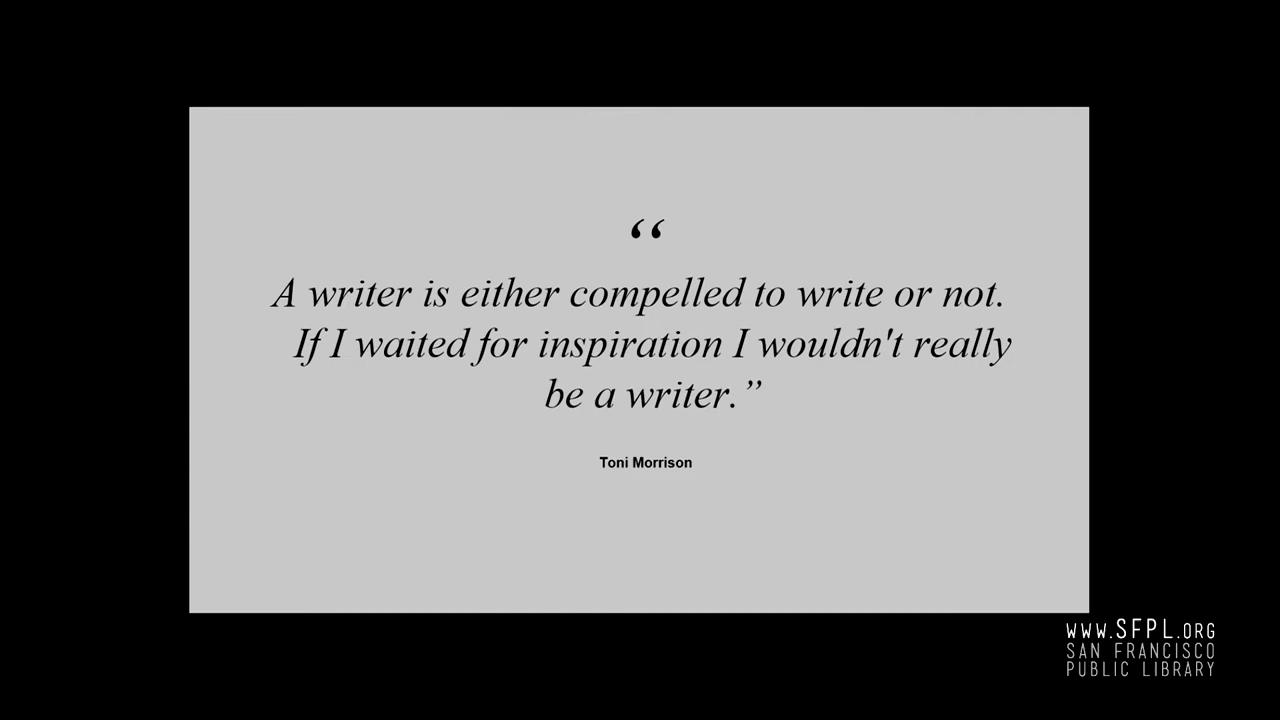 “
A writer is either compelled to write or not.
If I waited for inspiration I wouldn't really
be a writer.”
Toni Morrison
WWW.SFPL.ORG
SAN FRANCISCO
PUBLIC LIBRARY